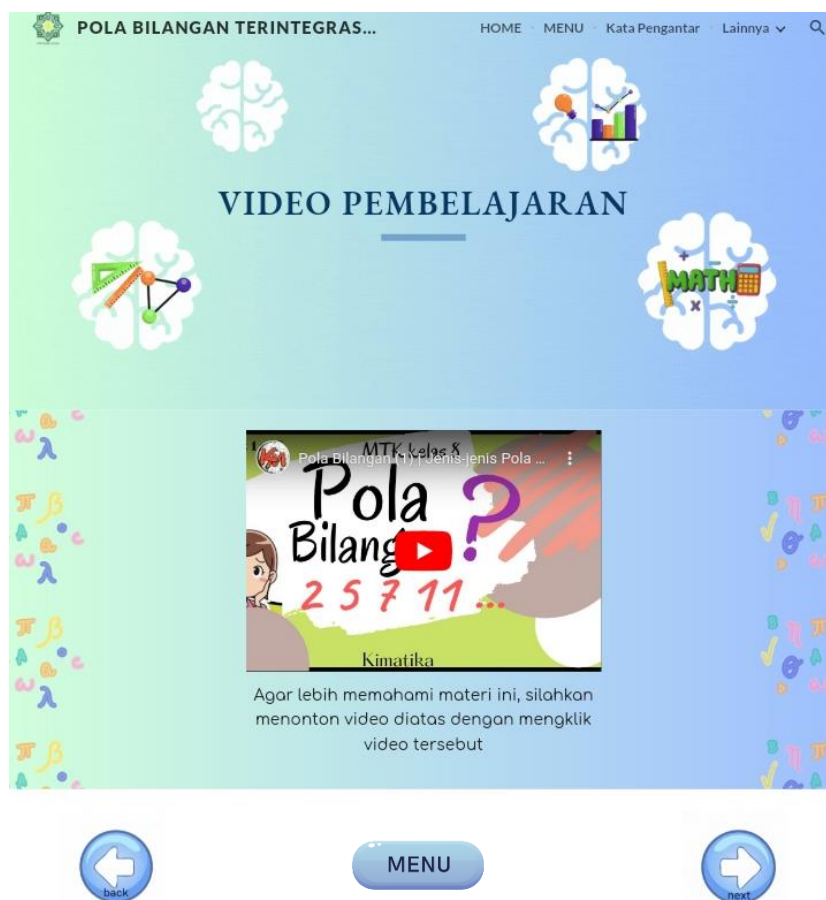 POLA BILANGAN TERINTEGRAS...
HOME MENU Kata Pengantar Lainnya
VIDEO PEMBELAJARAN
MATH
MTK kelas 8
Pola Bilangan (1) | Jenis-jenis Pola ...
Pola
Bilang
?
2 5 7 11 ...
Kimatika
Agar lebih memahami materi ini, silahkan
menonton video diatas dengan mengklik
video tersebut
back
MENU
next